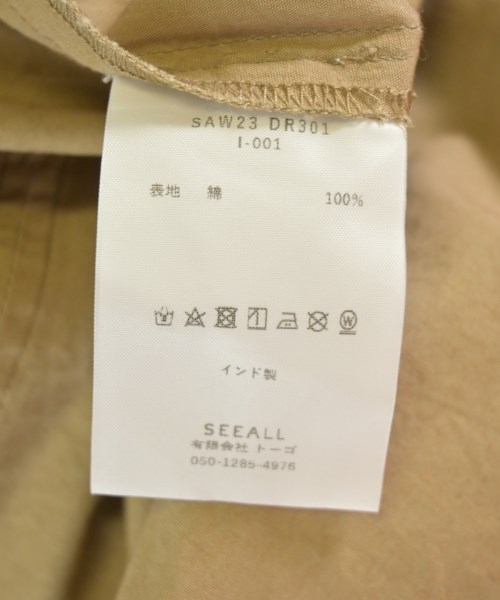 SAW23 DR301
I-001
表地 綿 100%
インド製
SEEALL
有限会社 トーゴ
050-1285-4976